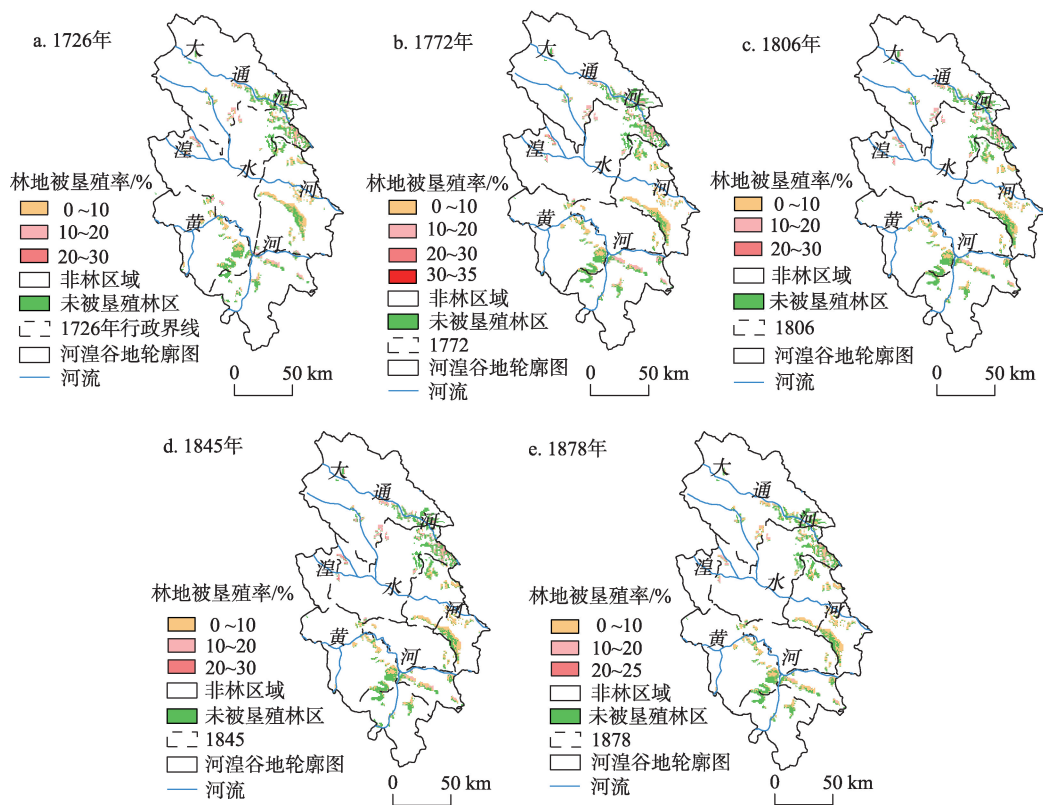 a. 1726年
大
通
河
湟
水
河
黄
河
林地被垦殖率/%
0~10
10~20
20~30
非林区域
未被垦殖林区
1726年行政界线
河湟谷地轮廓图
河流
0 50 km
b. 1772年
大
通
河
湟
水
河
黄
河
林地被垦殖率/%
0~10
10~20
20~30
30~35
非林区域
未被垦殖林区
1772
河湟谷地轮廓图
河流
0 50 km
c. 1806年
大
通
河
湟
水
河
黄
河
林地被垦殖率/%
0~10
10~20
20~30
非林区域
未被垦殖林区
1806
河湟谷地轮廓图
河流
0 50 km
d. 1845年
大
通
河
湟
水
河
黄
河
林地被垦殖率/%
0~10
10~20
20~30
非林区域
未被垦殖林区
1845
河湟谷地轮廓图
河流
0 50 km
e. 1878年
大
通
河
湟
水
河
黄
河
林地被垦殖率/%
0~10
10~20
20~25
非林区域
未被垦殖林区
1878
河湟谷地轮廓图
河流
0 50 km